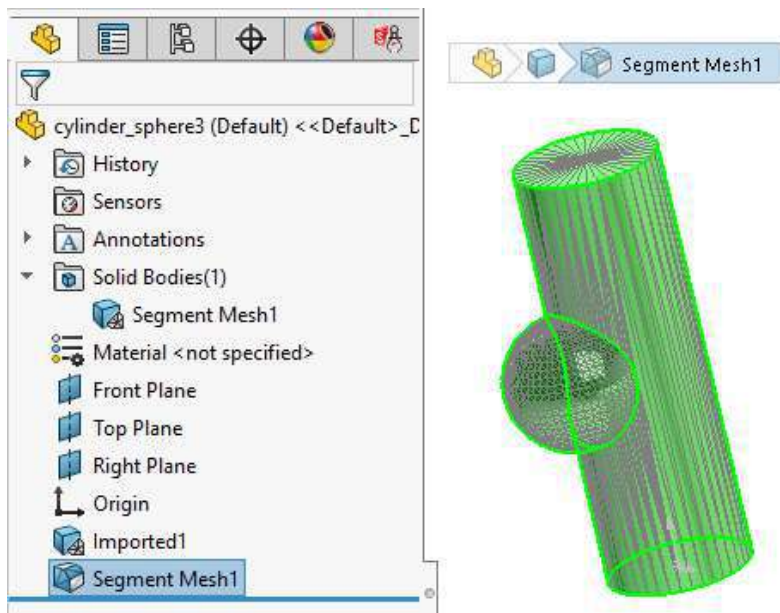 cylinder_sphere3 (Default) <<Default>_D
History
Sensors
Annotations
Solid Bodies(1)
Segment Mesh1
Material <not specified>
Front Plane
Top Plane
Right Plane
Origin
Imported1
Segment Mesh1
Segment Mesh1